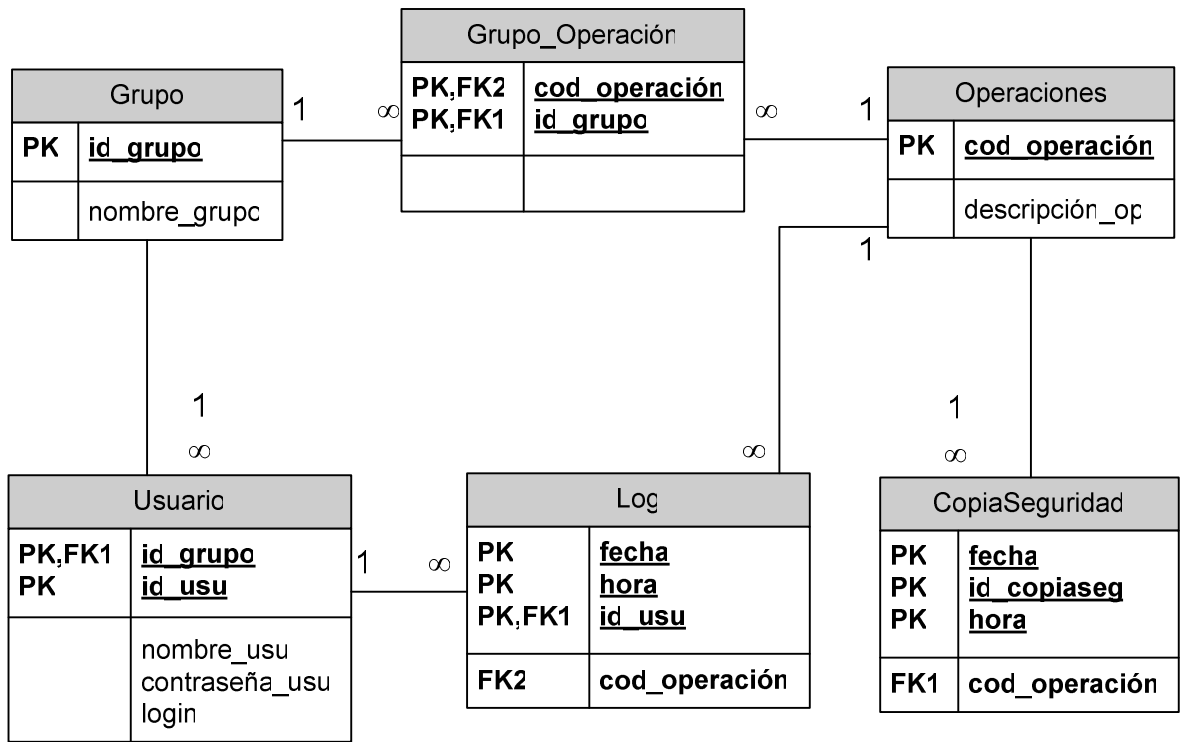 Grupo
PK id_grupo
nombre_grupo
1 ∞
Grupo_Operación
PK,FK2 cod_operación
PK,FK1 id_grupo
∞ 1
Operaciones
PK cod_operación
descripción_op
1
∞
1
∞
1
∞
Usuario
PK,FK1 id_grupo
PK id_usu
nombre_usu
contraseña_usu
login
1 ∞
Log
PK fecha
PK hora
PK,FK1 id_usu
FK2 cod_operación
CopiaSeguridad
PK fecha
PK id_copiaseg
PK hora
FK1 cod_operación